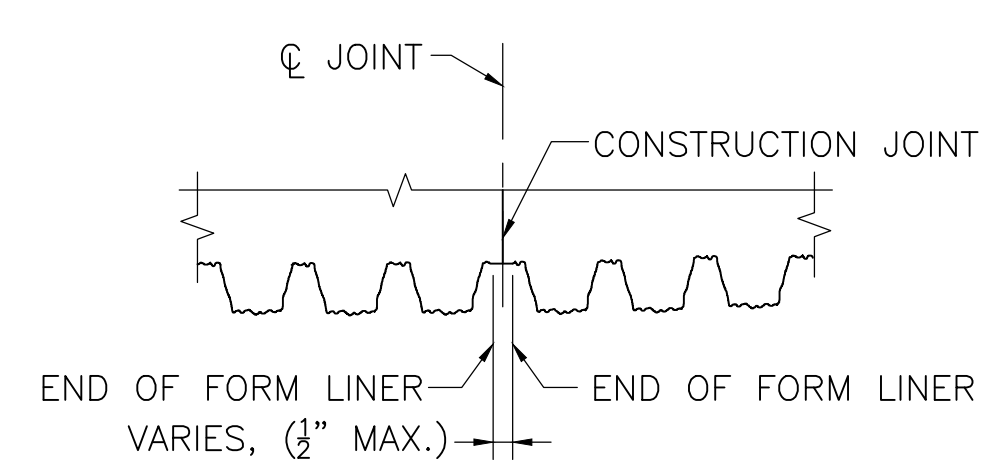 ℄ JOINT
CONSTRUCTION JOINT
END OF FORM LINER
END OF FORM LINER
VARIES, (½" MAX.)